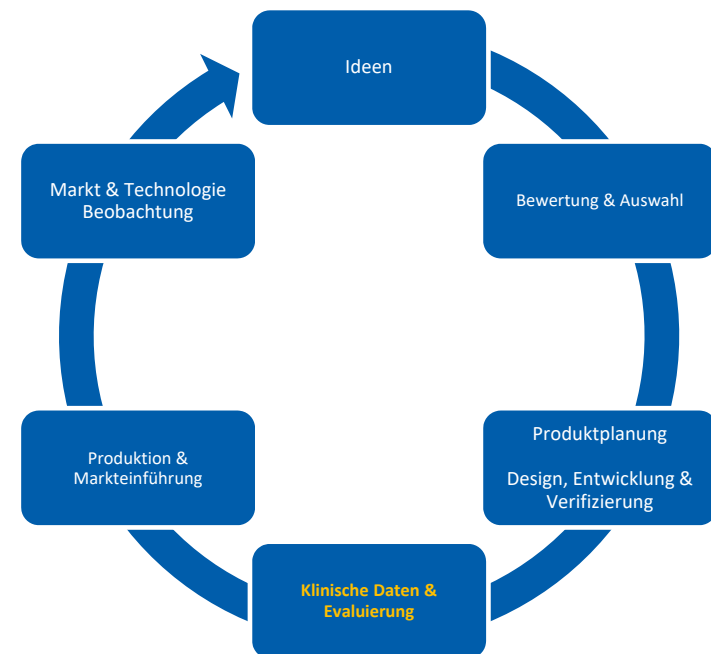 Ideen
Bewertung & Auswahl
Produktplanung
Design, Entwicklung &
Verifizierung
Klinische Daten &
Evaluierung
Produktion &
Markteinführung
Markt & Technologie
Beobachtung